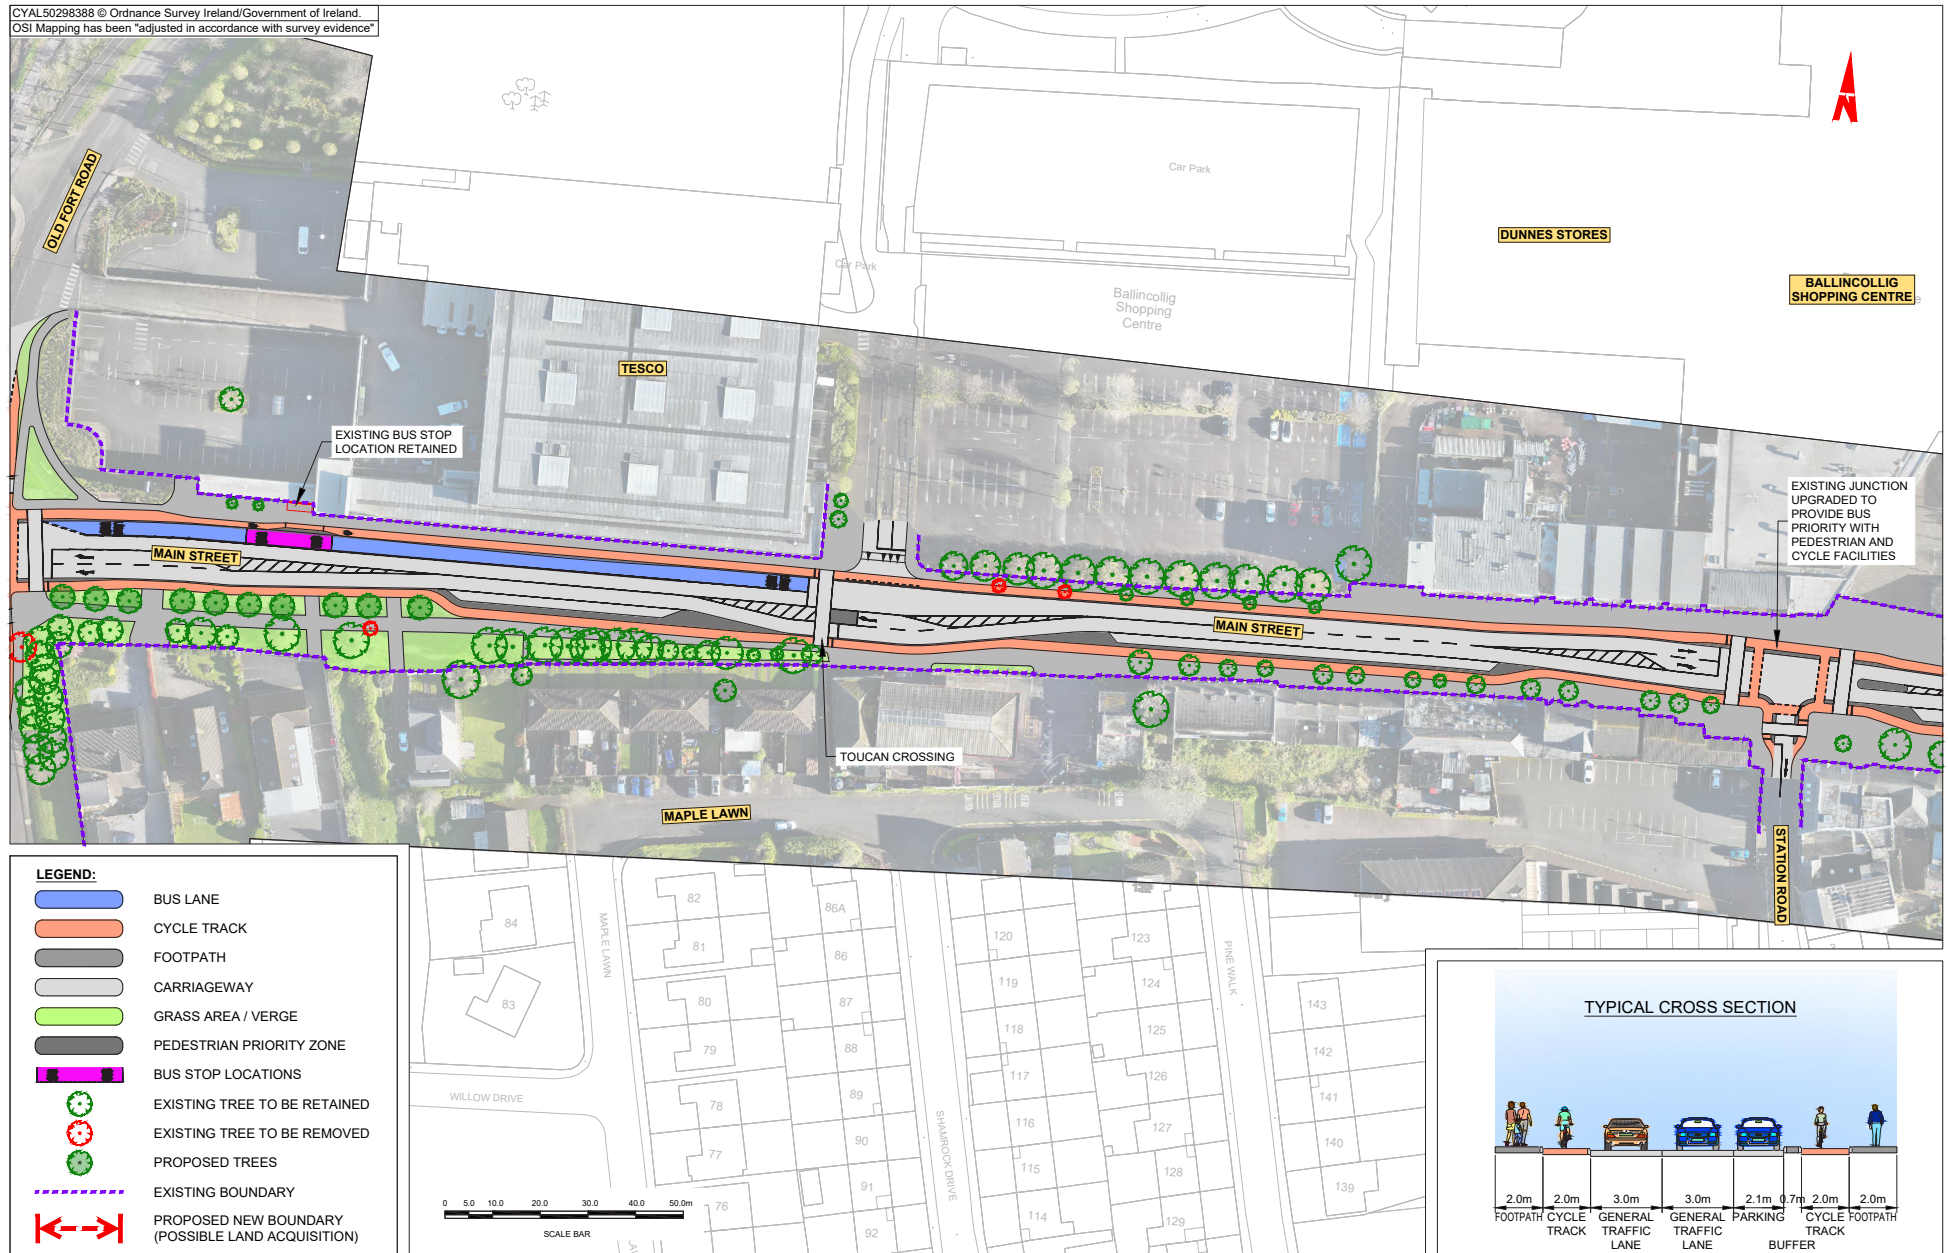 CYAL50298388 © Ordnance Survey Ireland/Government of Ireland.
OSI Mapping has been "adjusted in accordance with survey evidence"
N
OLD FORT ROAD
Car Park
DUNNES STORES
Car Park
BALLINCOLLIG
SHOPPING CENTRE
Ballincollig
Shopping
Centre
TESCO
EXISTING BUS STOP
LOCATION RETAINED
EXISTING JUNCTION
UPGRADED TO
PROVIDE BUS
PRIORITY WITH
PEDESTRIAN AND
CYCLE FACILITIES
MAIN STREET
MAIN STREET
TOUCAN CROSSING
MAPLE LAWN
STATION ROAD
LEGEND:
BUS LANE
CYCLE TRACK
FOOTPATH
CARRIAGEWAY
GRASS AREA / VERGE
PEDESTRIAN PRIORITY ZONE
BUS STOP LOCATIONS
EXISTING TREE TO BE RETAINED
EXISTING TREE TO BE REMOVED
PROPOSED TREES
EXISTING BOUNDARY
PROPOSED NEW BOUNDARY
(POSSIBLE LAND ACQUISITION)
84
83
MAPLE LAWN
WILLOW DRIVE
82
81
80
79
78
77
76
86A
86
87
88
89
90
91
92
SHAMROCK DRIVE
120
119
118
117
116
115
114
123
124
125
126
127
128
129
PINE WALK
143
142
141
140
139
0 5.0 10.0 20.0 30.0 40.0 50.0m
SCALE BAR
TYPICAL CROSS SECTION
2.0m 2.0m 3.0m 3.0m 2.1m 0.7m 2.0m 2.0m
FOOTPATH CYCLE GENERAL GENERAL PARKING CYCLE FOOTPATH
TRACK TRAFFIC TRAFFIC TRACK
LANE LANE BUFFER